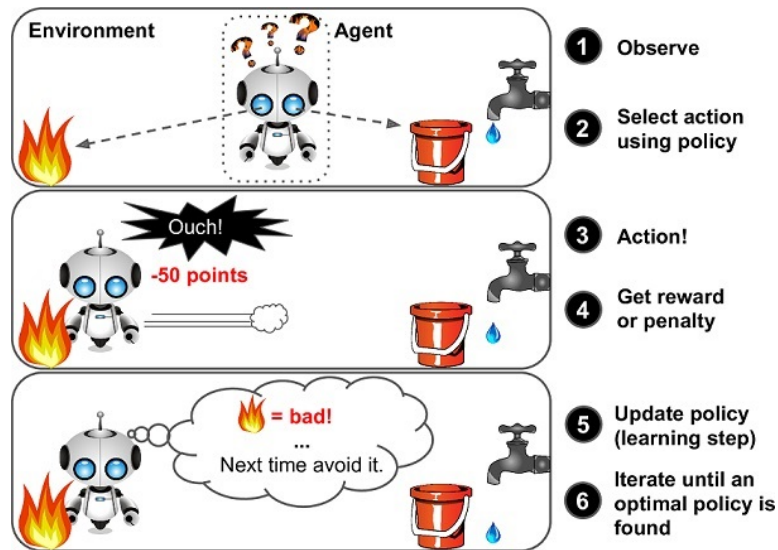 Environment
Agent
? ? ?
1 Observe
2 Select action
using policy
Ouch!
-50 points
3 Action!
4 Get reward
or penalty
= bad!
...
Next time avoid it.
5 Update policy
(learning step)
6 Iterate until an
optimal policy is
found